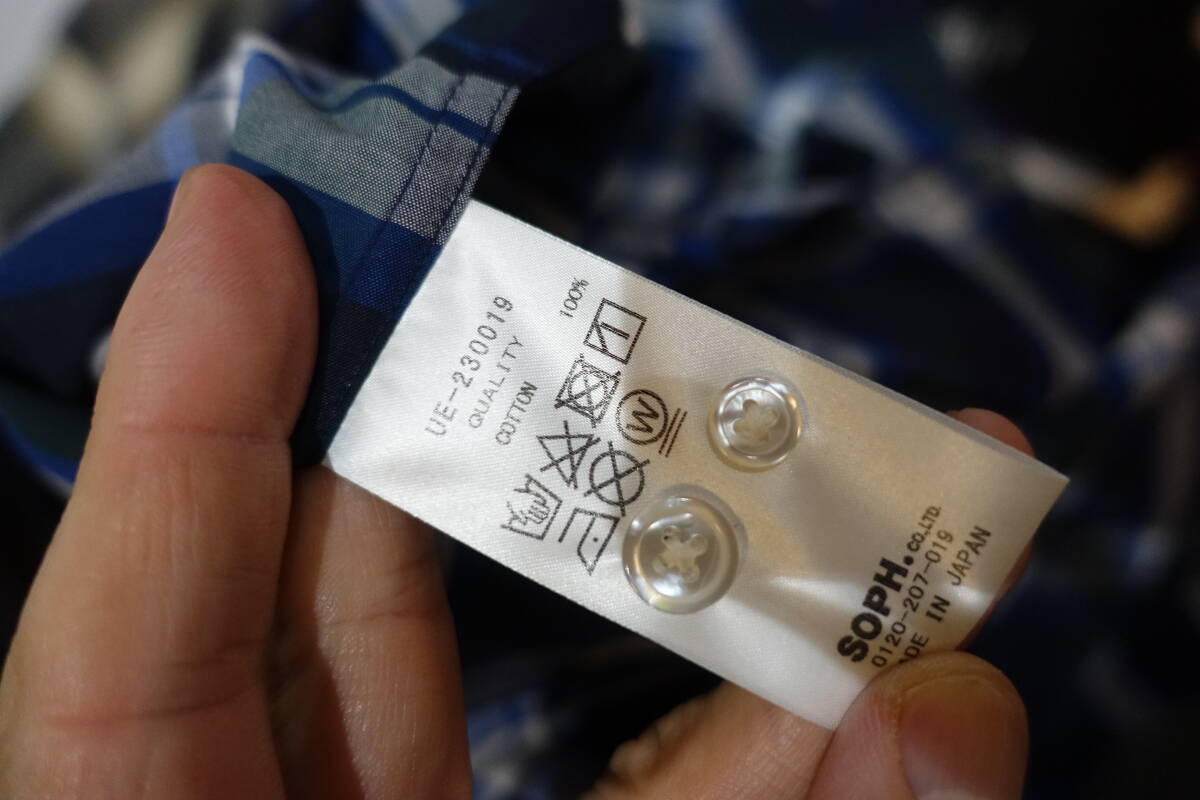 UE-230019
QUALITY
COTTON 100%
W
SOPH. CO.,LTD.
0120-207-019
MADE IN JAPAN